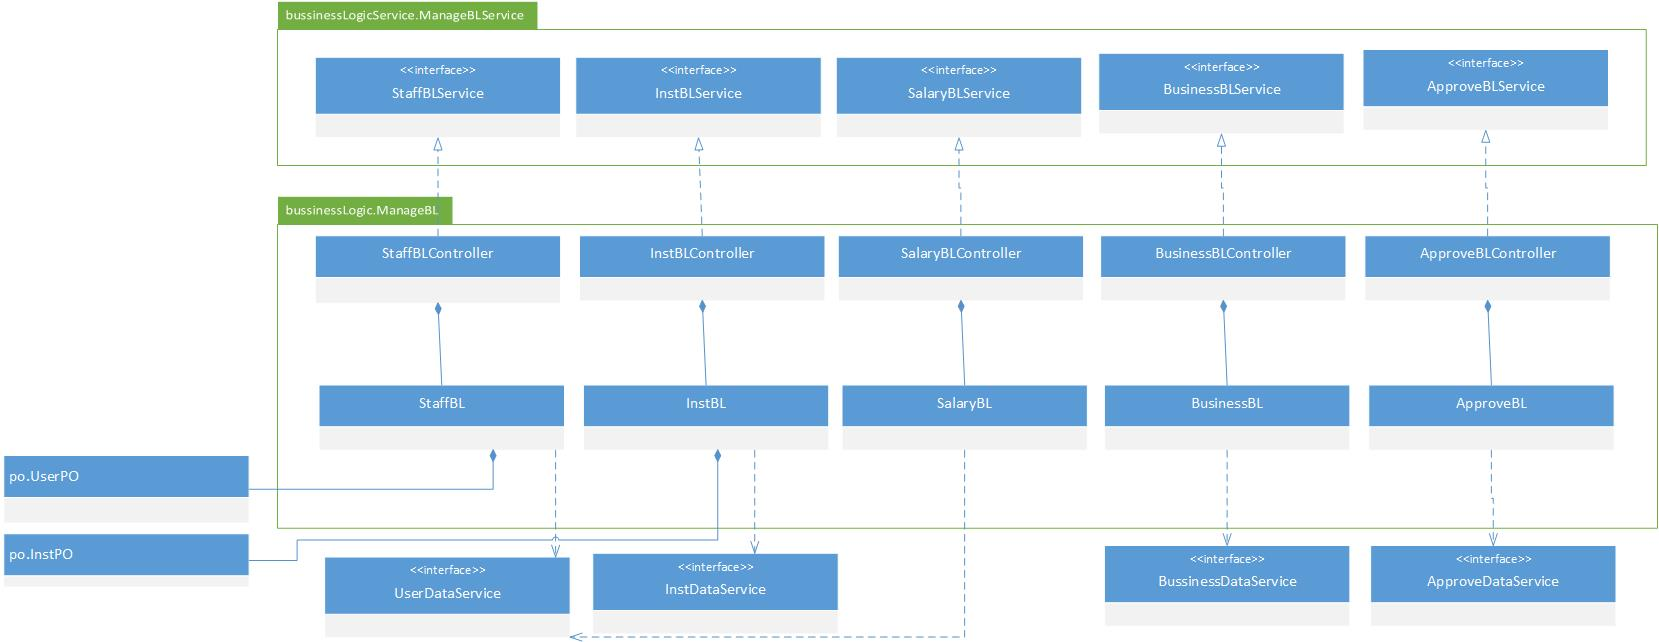 bussinessLogicService.ManageBLService
<<interface>>
StaffBLService
<<interface>>
InstBLService
<<interface>>
SalaryBLService
<<interface>>
BusinessBLService
<<interface>>
ApproveBLService
bussinessLogic.ManageBL
StaffBLController
InstBLController
SalaryBLController
BusinessBLController
ApproveBLController
StaffBL
InstBL
SalaryBL
BusinessBL
ApproveBL
po.UserPO
po.InstPO
<<interface>>
UserDataService
<<interface>>
InstDataService
<<interface>>
BussinessDataService
<<interface>>
ApproveDataService